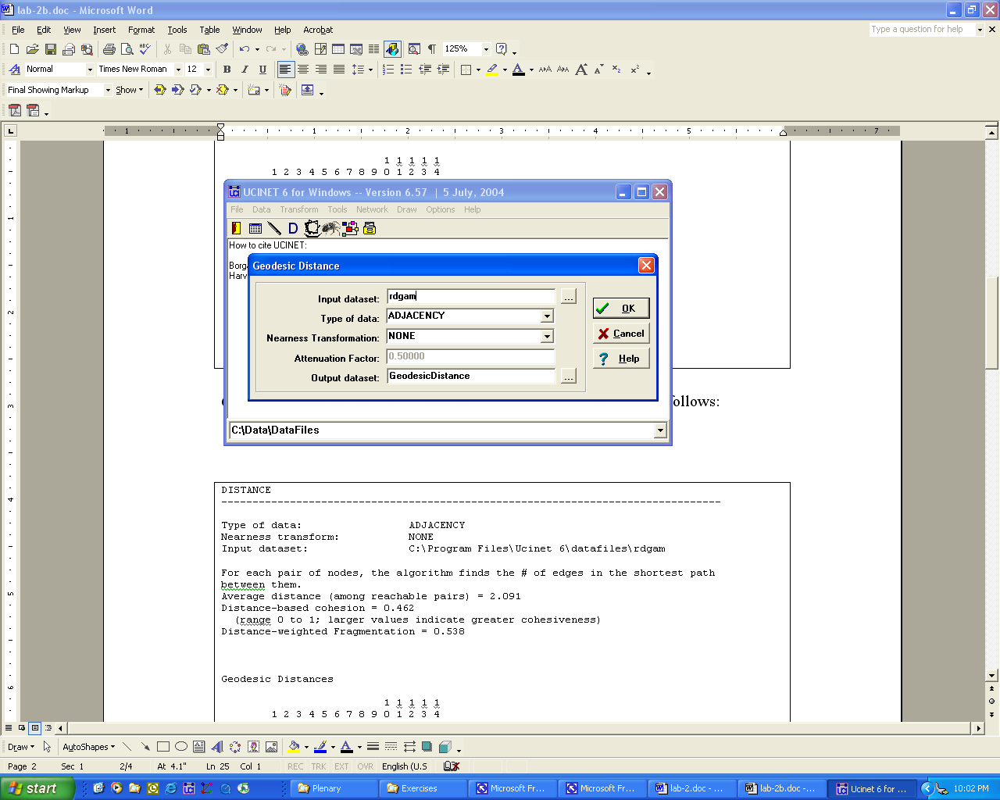 lab-2b.doc - Microsoft Word
File Edit View Insert Format Tools Table Window Help Acrobat
Type a question for help
125%
Normal Times New Roman 12 B I U
Final Showing Markup Show
1 1 2 3 4 5 7
1 1 1 1 1
1 2 3 4 5 6 7 8 9 0 1 2 3 4
UCINET 6 for Windows -- Version 6.57 | 5 July, 2004
File Data Transform Tools Network Draw Options Help
How to cite UCINET:
Borga
Harv
Geodesic Distance
Input dataset: rdgam ...
Type of data: ADJACENCY
Nearness Transformation: NONE
Attenuation Factor: 0.50000
Output dataset: GeodesicDistance ...
OK
Cancel
Help
follows:
C:\Data\DataFiles
DISTANCE
--------------------------------------------------------------------------------
Type of data: ADJACENCY
Nearness transform: NONE
Input dataset: C:\Program Files\Ucinet 6\datafiles\rdgam
For each pair of nodes, the algorithm finds the # of edges in the shortest path
between them.
Average distance (among reachable pairs) = 2.091
Distance-based cohesion = 0.462
(range 0 to 1; larger values indicate greater cohesiveness)
Distance-weighted Fragmentation = 0.538
Geodesic Distances
1 1 1 1 1
1 2 3 4 5 6 7 8 9 0 1 2 3 4
Draw AutoShapes
Page 2 Sec 1 2/4 At 4.1" Ln 25 Col 1 REC TRK EXT OVR English (U.S
start Plenary Exercises Microsoft Fr... Microsoft Fr... lab-2.doc - ... lab-2b.doc -... Ucinet 6 for ... 10:02 PM